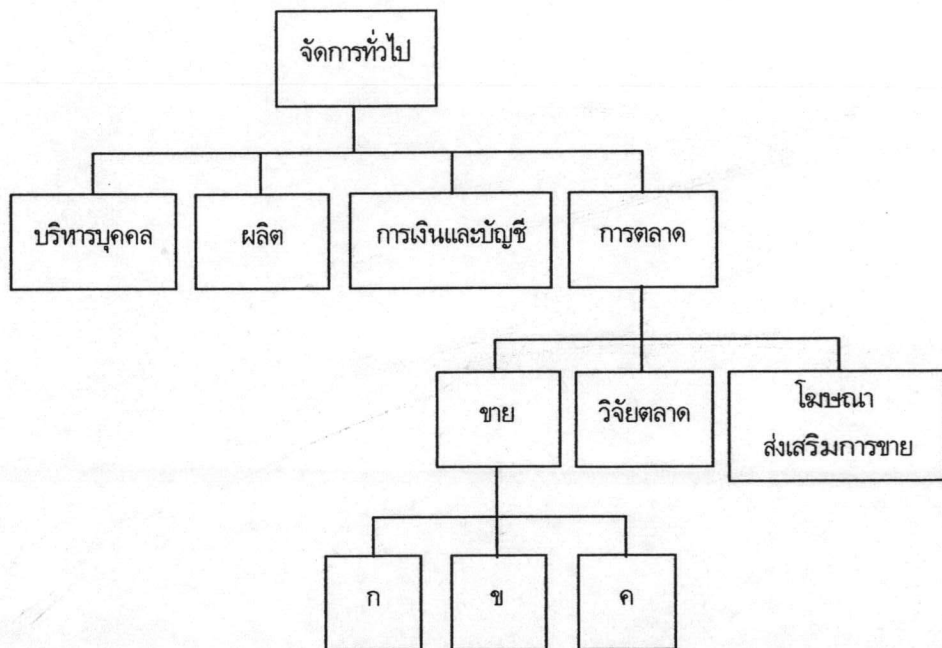 จัดการทั่วไป
บริหารบุคคล
ผลิต
การเงินและบัญชี
การตลาด
ขาย
วิจัยตลาด
โฆษณา
ส่งเสริมการขาย
ก
ข
ค